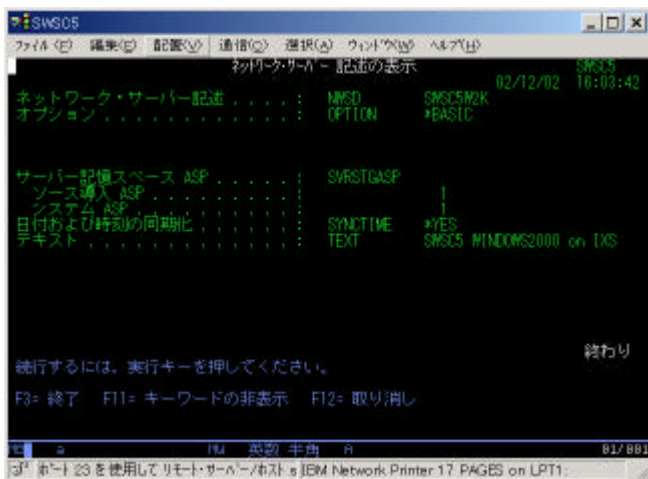 SWSC5
ファイル(E) 編集(E) 配置(V) 通信(C) 選択(A) ウィンドウ(W) ヘルプ(H)
ネットワーク・サーバー 記述の表示 SWSC5
02/12/02 16:03:42
ネットワーク・サーバー記述 . . . . : NWSD SWSC5W2K
オプション . . . . . . . . . . . . . : OPTION *BASIC
サーバー記憶スペース ASP . . . . . . : SVRSTGASP
ソース導入 ASP . . . . . . . . . . : 1
システム ASP . . . . . . . . . . . : 1
日付および時刻の同期化 . . . . . . . : SYNCTIME *YES
テキスト . . . . . . . . . . . . . . : TEXT SWSC5 WINDOWS2000 on IXS
終わり
続行するには、実行キーを押してください。
F3= 終了 F11= キーワードの非表示 F12= 取り消し
a MW 英数 半角 A 01/001
ポート 23 を使用して リモート・サーバー/ホスト s IBM Network Printer 17 PAGES on LPT1: